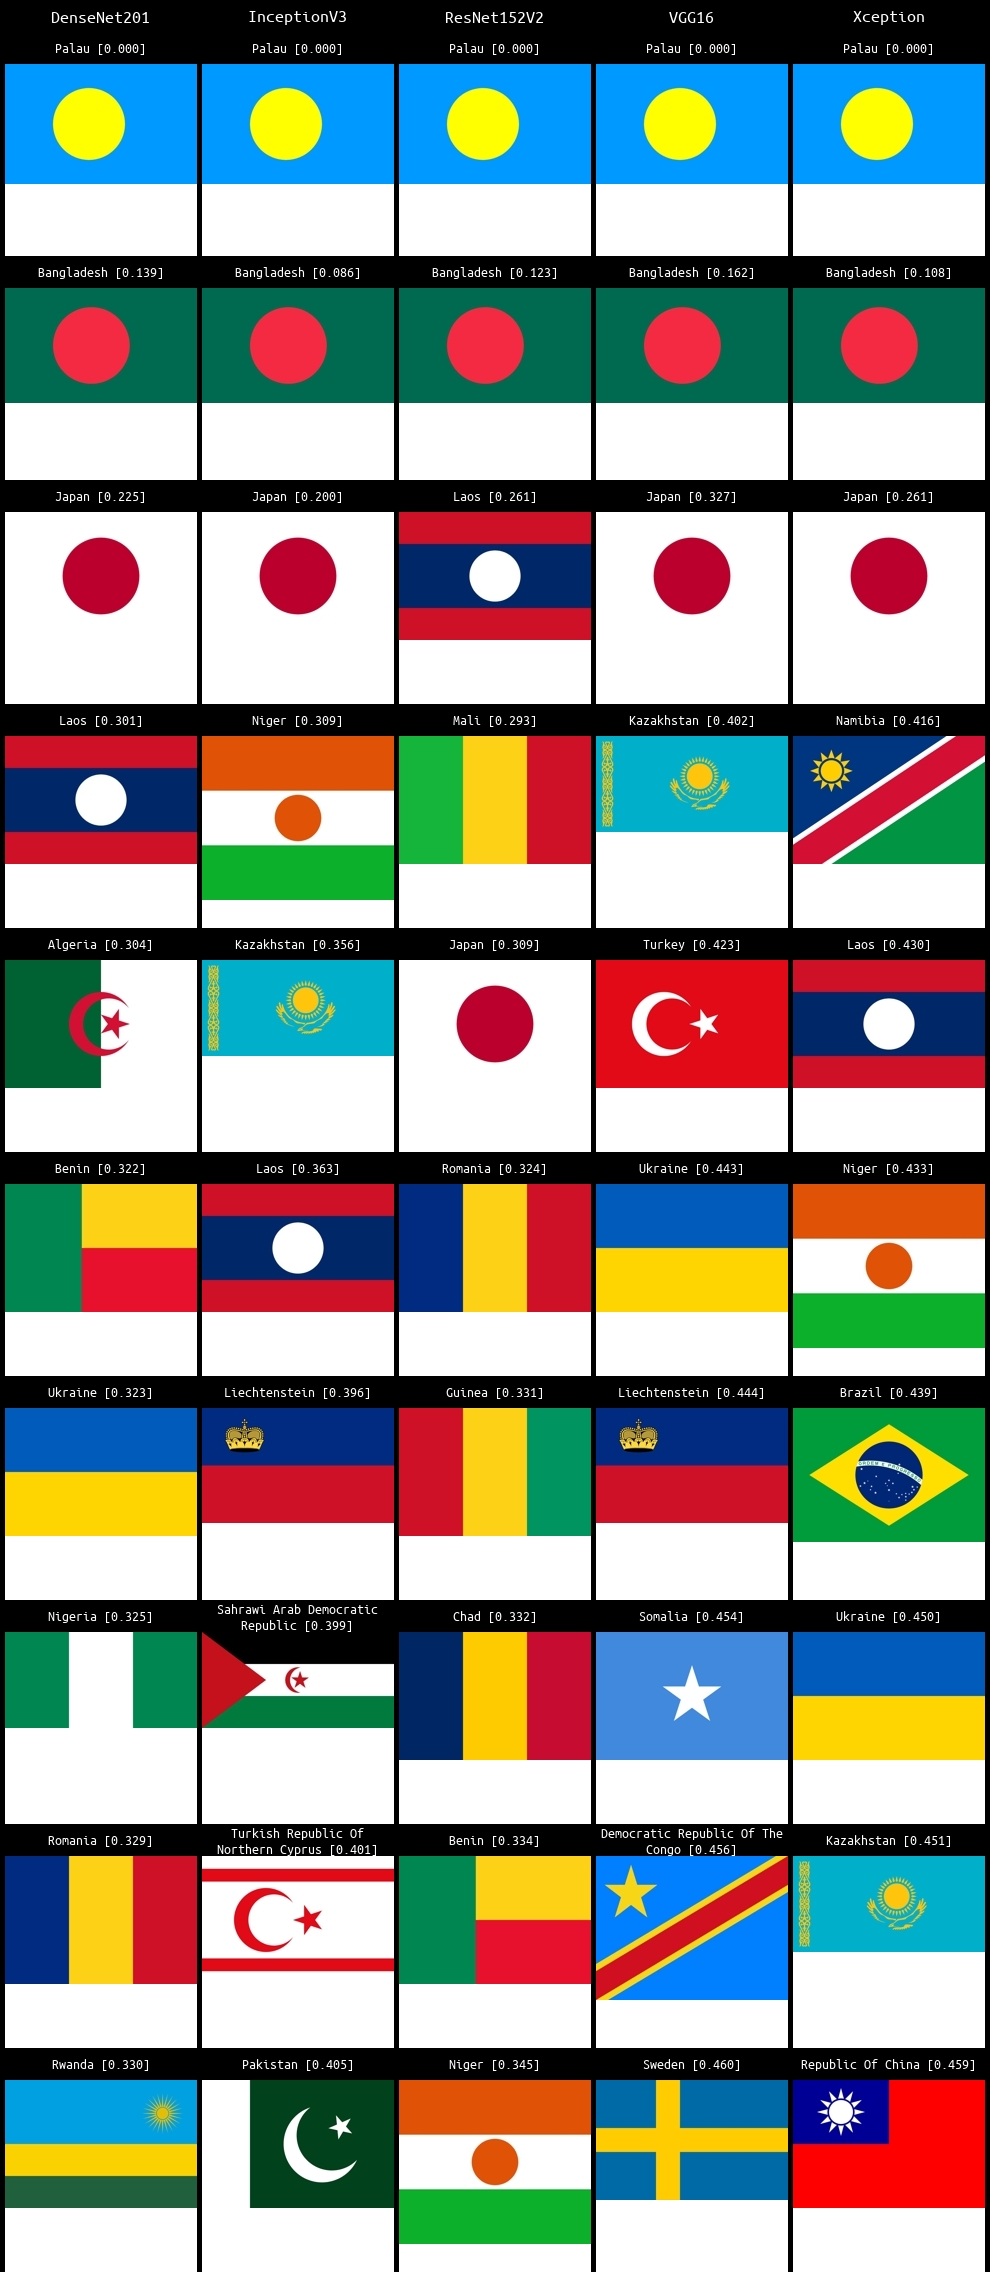 DenseNet201 InceptionV3 ResNet152V2 VGG16 Xception
Palau [0.000] Palau [0.000] Palau [0.000] Palau [0.000] Palau [0.000]
Bangladesh [0.139] Bangladesh [0.086] Bangladesh [0.123] Bangladesh [0.162] Bangladesh [0.108]
Japan [0.225] Japan [0.200] Laos [0.261] Japan [0.327] Japan [0.261]
Laos [0.301] Niger [0.309] Mali [0.293] Kazakhstan [0.402] Namibia [0.416]
Algeria [0.304] Kazakhstan [0.356] Japan [0.309] Turkey [0.423] Laos [0.430]
Benin [0.322] Laos [0.363] Romania [0.324] Ukraine [0.443] Niger [0.433]
Ukraine [0.323] Liechtenstein [0.396] Guinea [0.331] Liechtenstein [0.444] Brazil [0.439]
Nigeria [0.325] Sahrawi Arab Democratic
Republic [0.399] Chad [0.332] Somalia [0.454] Ukraine [0.450]
Romania [0.329] Turkish Republic Of
Northern Cyprus [0.401] Benin [0.334] Democratic Republic Of The
Congo [0.456] Kazakhstan [0.451]
Rwanda [0.330] Pakistan [0.405] Niger [0.345] Sweden [0.460] Republic Of China [0.459]